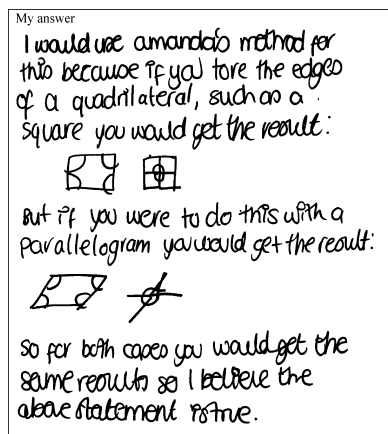 My answer
I would use amanda's method for
this because if you tore the edges
of a quadrilateral, such as a
square you would get the result:
But if you were to do this with a
parallelogram you would get the result:
So for both cases you would get the
same results so I believe the
above statement is true.